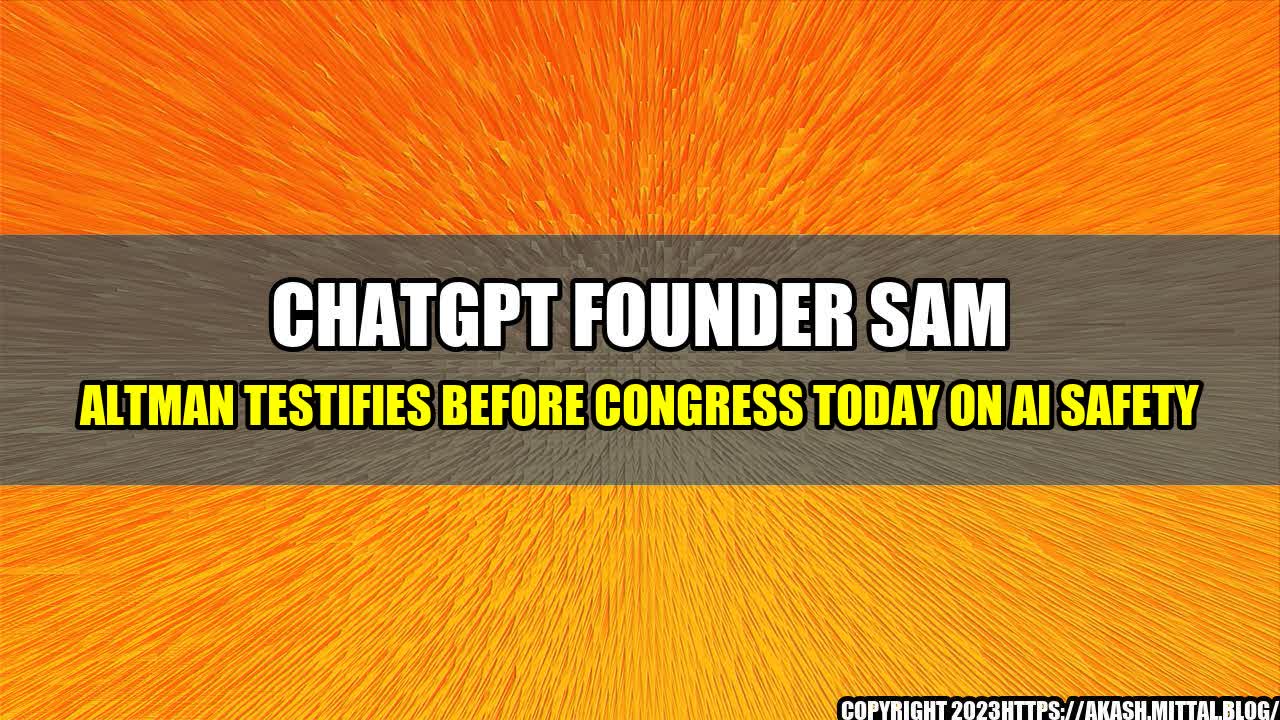 CHATGPT FOUNDER SAM
ALTMAN TESTIFIES BEFORE CONGRESS TODAY ON AI SAFETY
COPYRIGHT 2023HTTPS://AKASH.MITTAL.BLOG/